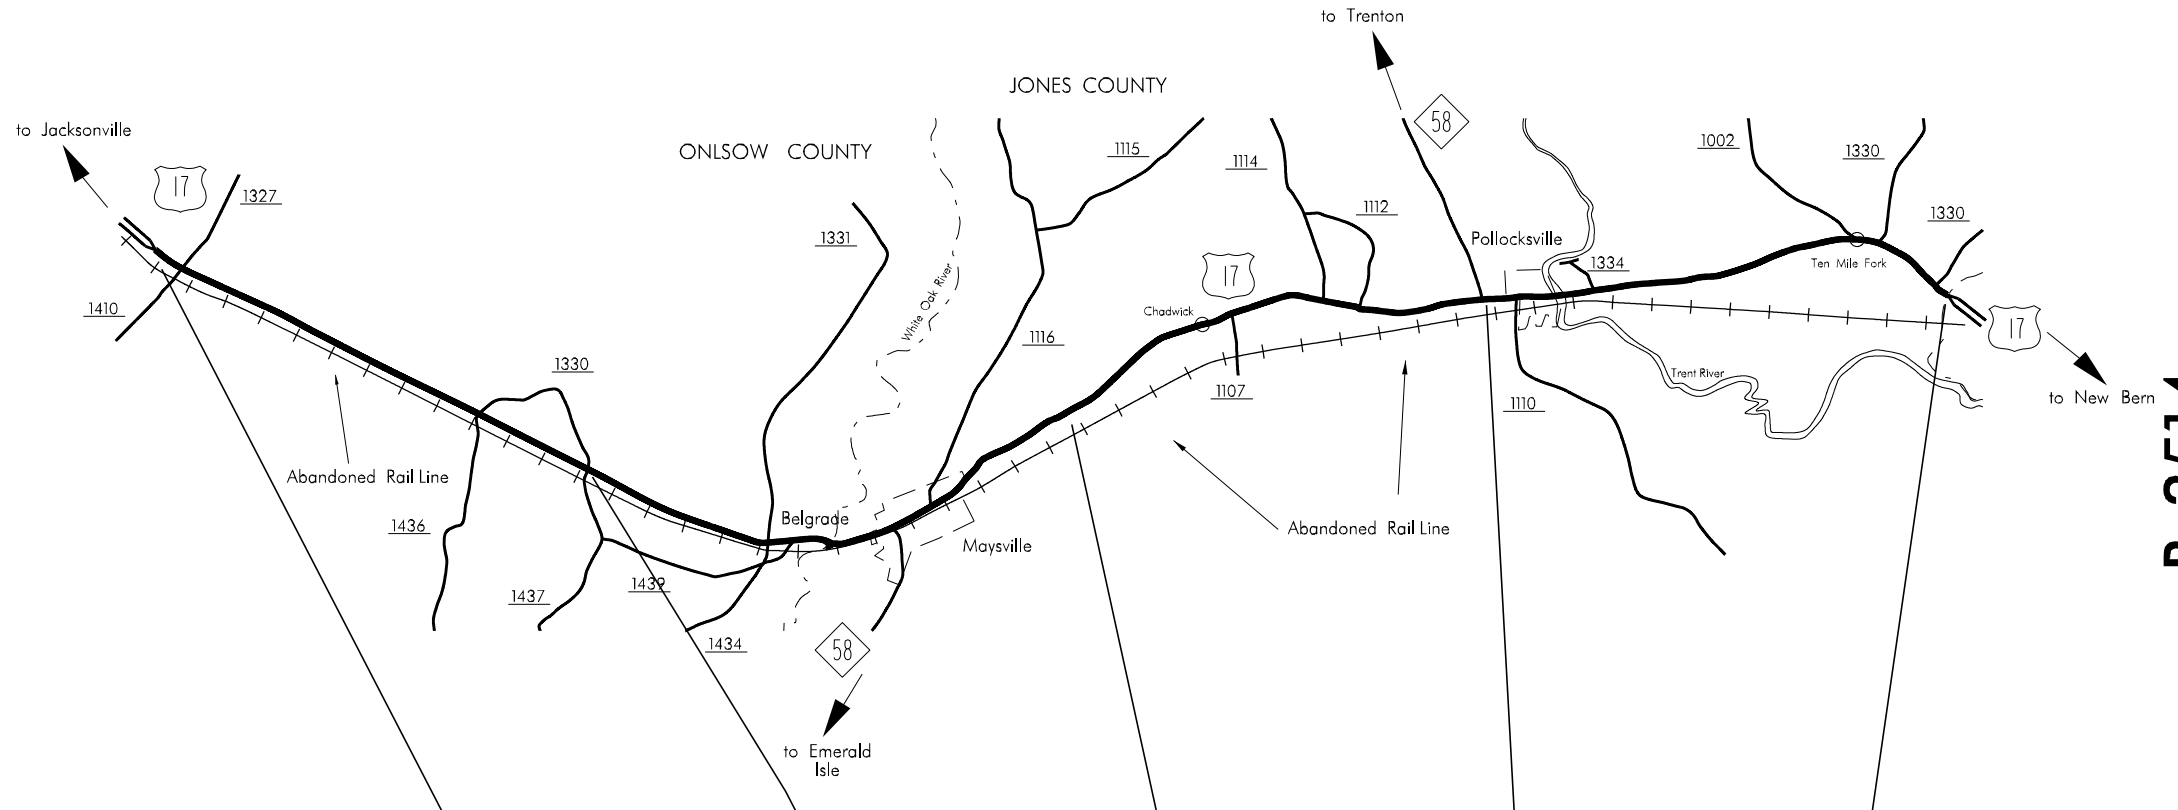 to Trenton
JONES COUNTY
58
to Jacksonville
ONLSOW COUNTY
17
1327
1115
1114
1002
1330
1112
1331
Pollocksville
1330
White Oak River
17
1334
Ten Mile Fork
1410
Chadwick
1116
17
1330
Trent River
1107
1110
to New Bern
Abandoned Rail Line
1436
Belgrade
Maysville
Abandoned Rail Line
1437
1439
1434
58
to Emerald
Isle